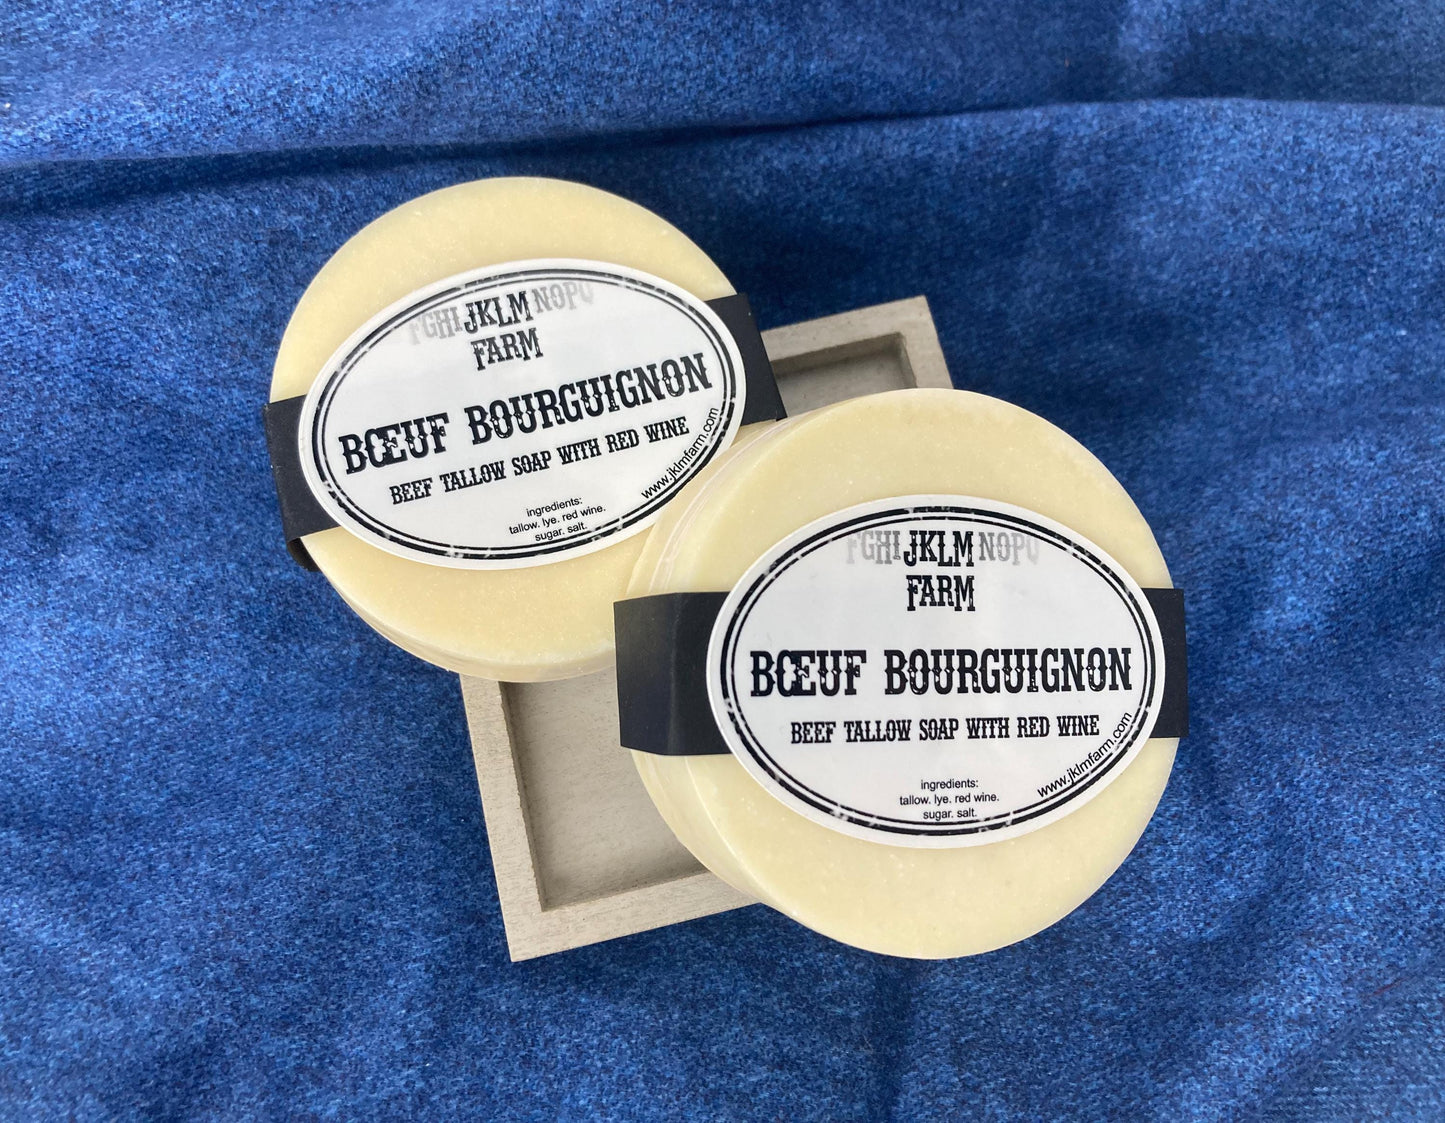 FGHIJKLMNOPQ
FARM
BŒUF BOURGUIGNON
BEEF TALLOW SOAP WITH RED WINE
www.jklmfarm.com
ingredients:
tallow. lye. red wine.
sugar. salt.
FGHIJKLMNOPQ
FARM
BŒUF BOURGUIGNON
BEEF TALLOW SOAP WITH RED WINE
www.jklmfarm.com
ingredients:
tallow. lye. red wine.
sugar. salt.